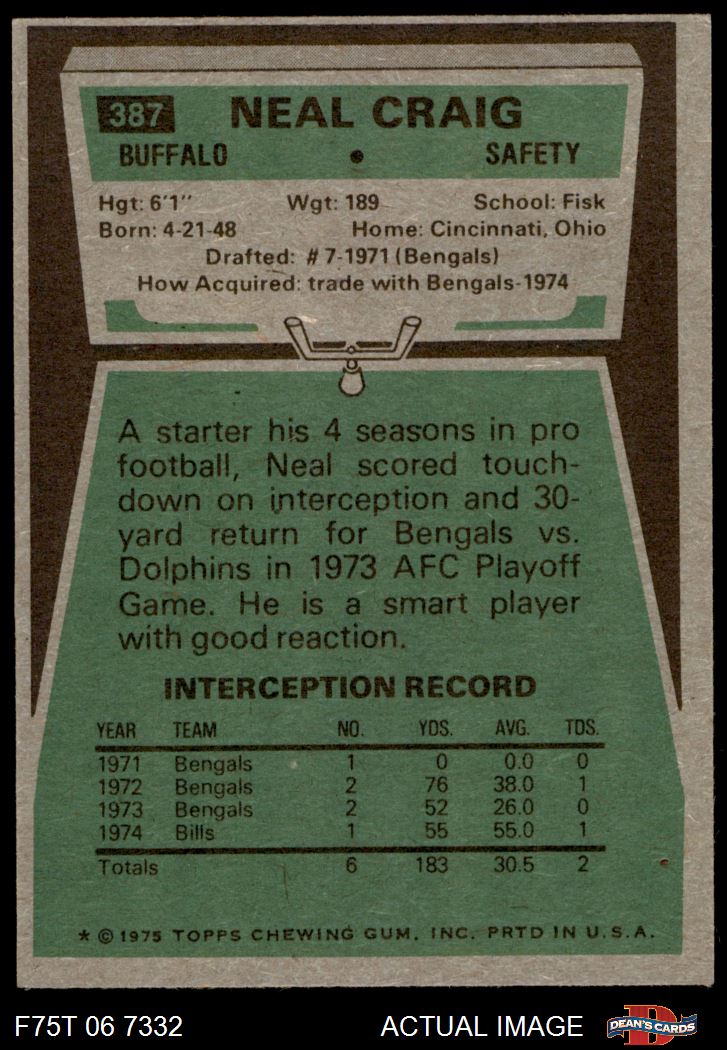 387 NEAL CRAIG
BUFFALO • SAFETY
Hgt: 6'1" Wgt: 189 School: Fisk
Born: 4-21-48 Home: Cincinnati, Ohio
Drafted: #7-1971 (Bengals)
How Acquired: trade with Bengals-1974
A starter his 4 seasons in pro
football, Neal scored touch-
down on interception and 30-
yard return for Bengals vs.
Dolphins in 1973 AFC Playoff
Game. He is a smart player
with good reaction.
INTERCEPTION RECORD
YEAR TEAM NO. YDS. AVG. TDS.
1971 Bengals 1 0 0.0 0
1972 Bengals 2 76 38.0 1
1973 Bengals 2 52 26.0 0
1974 Bills 1 55 55.0 1
Totals 6 183 30.5 2
* © 1975 TOPPS CHEWING GUM, INC. PRTD IN U.S.A.
F75T 06 7332 ACTUAL IMAGE D DEAN'S CARDS